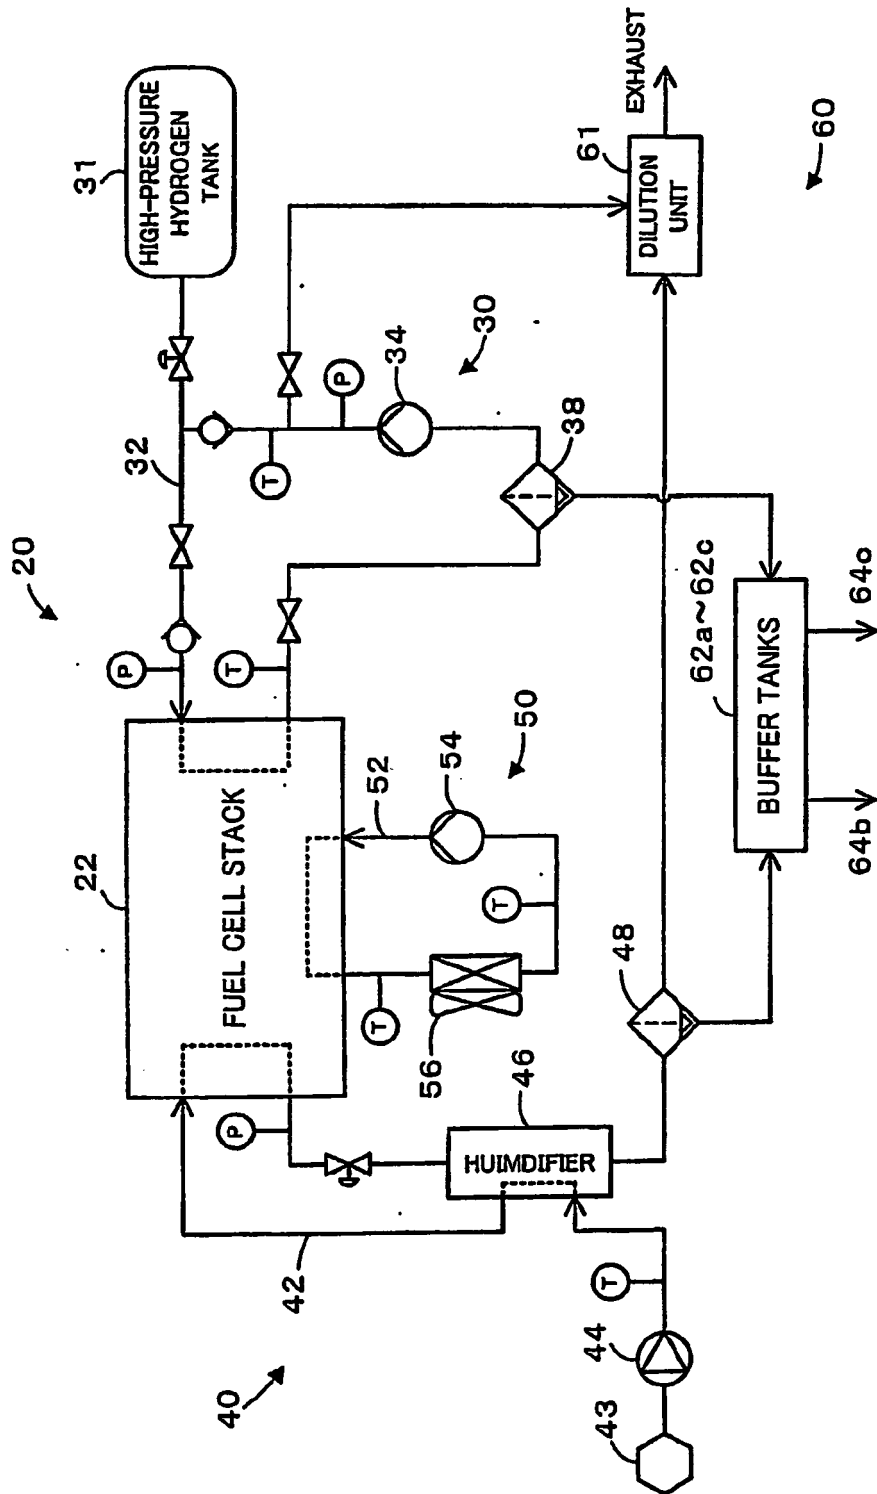 20
22
31
HIGH-PRESSURE
HYDROGEN
TANK
P
32
40
FUEL CELL STACK
P
T
T
42
P
T
52
34
56
54
30
T
50
46
HUIMDIFIER
38
44
T
61
43
48
EXHAUST
DILUTION
UNIT
62a~62c
BUFFER TANKS
60
64b
64c